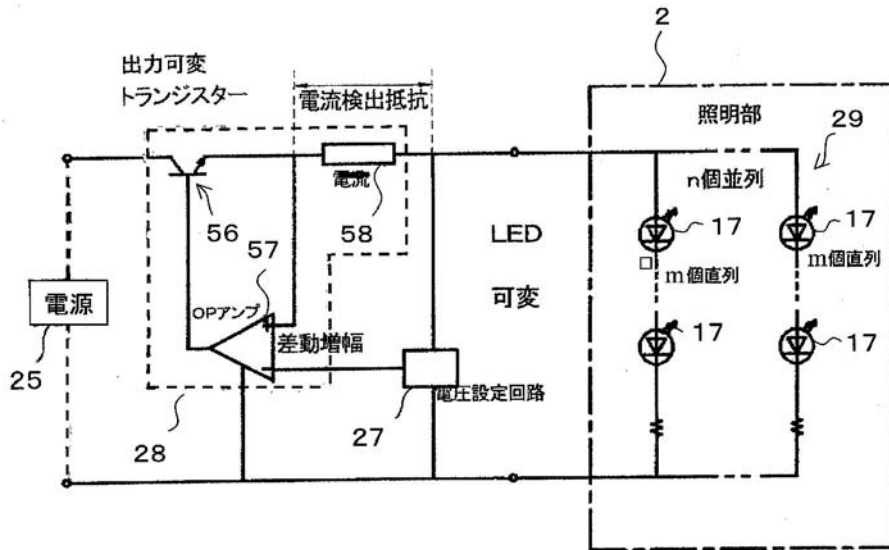 2
出力可変
トランジスター
電流検出抵抗
照明部
29
電流
n個並列
56
58
17
17
LED
m個直列
m個直列
57
可変
電源
OPアンプ
差動増幅
17
17
25
電圧設定回路
28
27